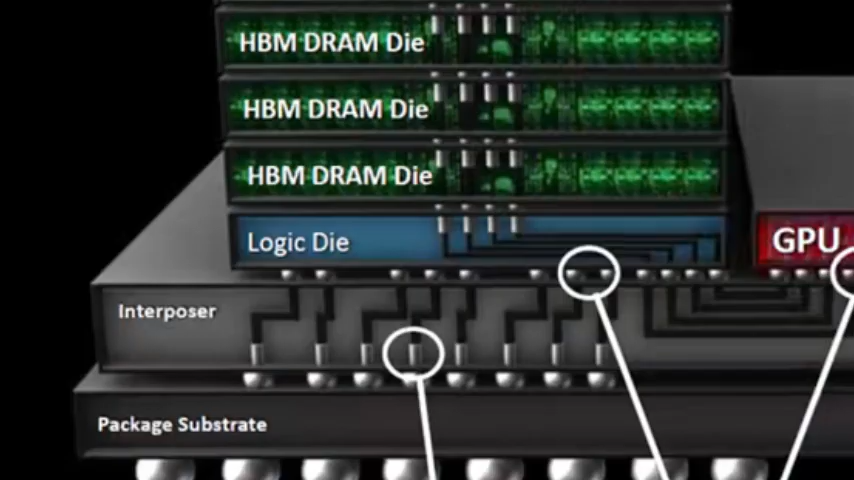 HBM DRAM Die
HBM DRAM Die
HBM DRAM Die
Logic Die
GPU
Interposer
Package Substrate